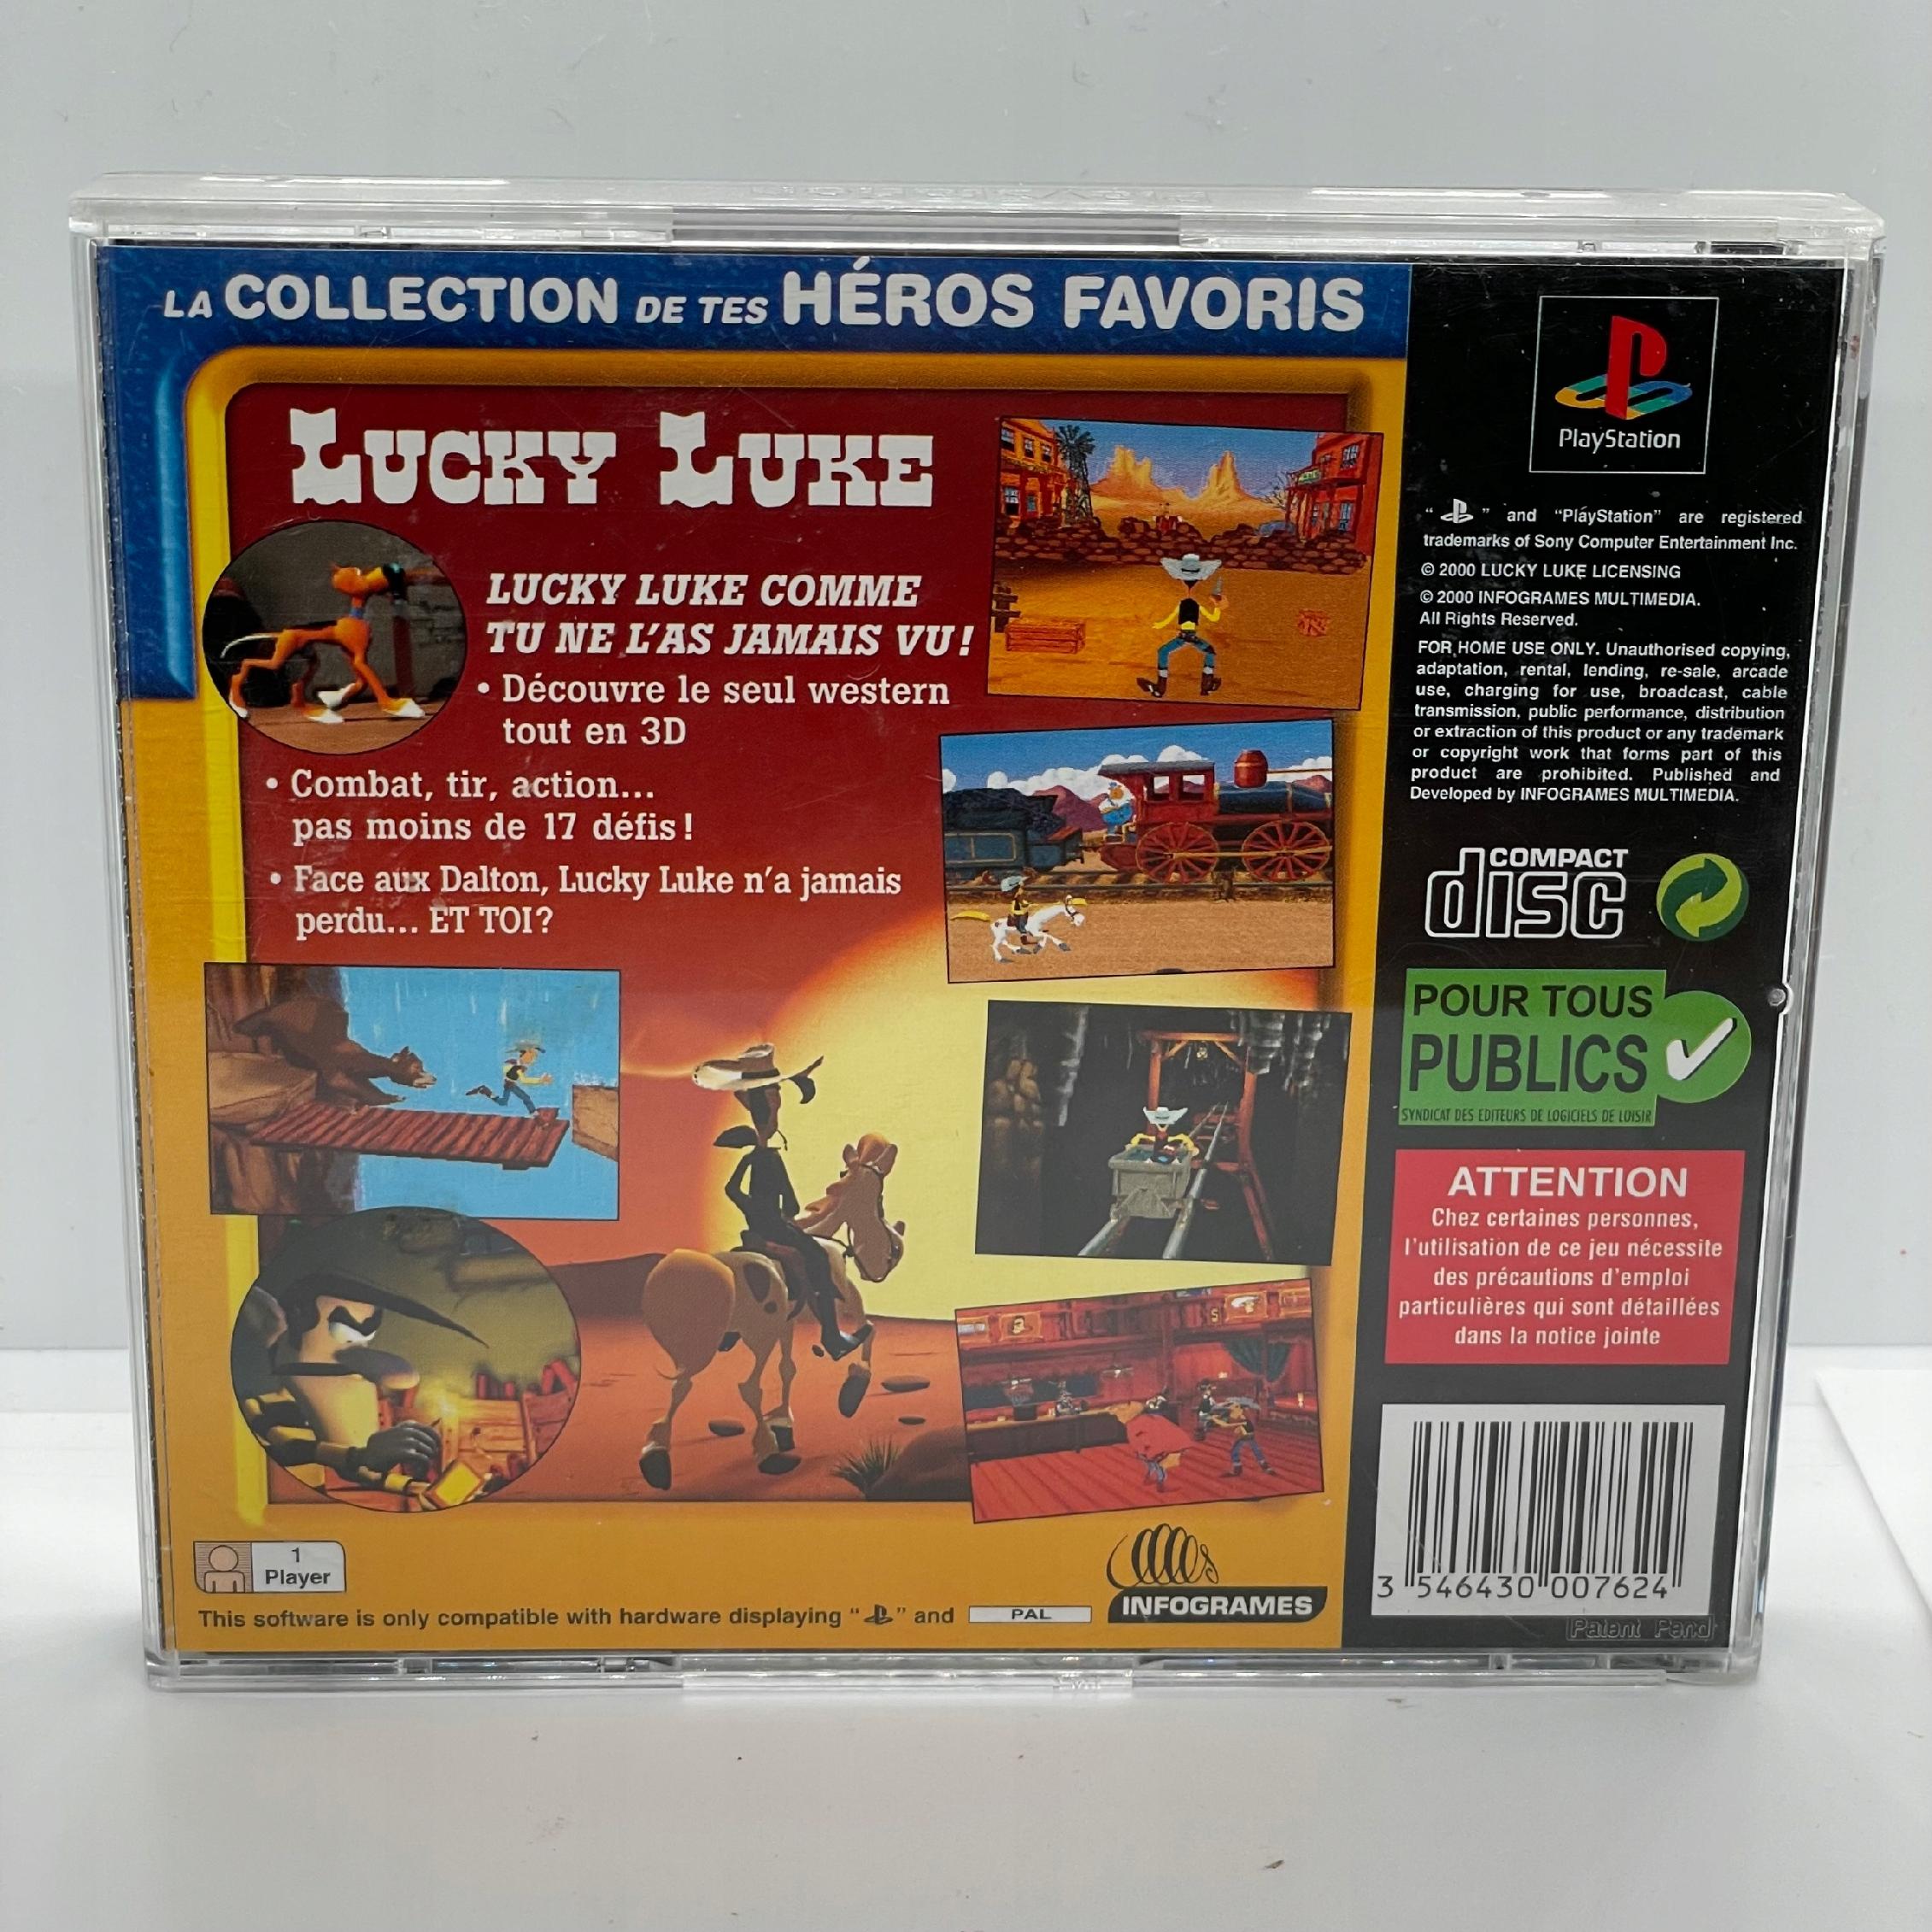 LA COLLECTION DE TES HÉROS FAVORIS
LUCKY LUKE
LUCKY LUKE COMME
TU NE L'AS JAMAIS VU!
• Découvre le seul western
tout en 3D
• Combat, tir, action...
pas moins de 17 défis!
• Face aux Dalton, Lucky Luke n'a jamais
perdu... ET TOI?
1
Player
This software is only compatible with hardware displaying " " and PAL
INFOGRAMES
PlayStation
" " and "PlayStation" are registered
trademarks of Sony Computer Entertainment Inc.
© 2000 LUCKY LUKE LICENSING
© 2000 INFOGRAMES MULTIMEDIA.
All Rights Reserved.
FOR HOME USE ONLY. Unauthorised copying,
adaptation, rental, lending, re-sale, arcade
use, charging for use, broadcast, cable
transmission, public performance, distribution
or extraction of this product or any trademark
or copyright work that forms part of this
product are prohibited. Published and
Developed by INFOGRAMES MULTIMEDIA.
COMPACT
disc
POUR TOUS
PUBLICS
SYNDICAT DES EDITEURS DE LOGICIELS DE LOISIR
ATTENTION
Chez certaines personnes,
l'utilisation de ce jeu nécessite
des précautions d'emploi
particulières qui sont détaillées
dans la notice jointe
3 546430 007624
Patent Pend